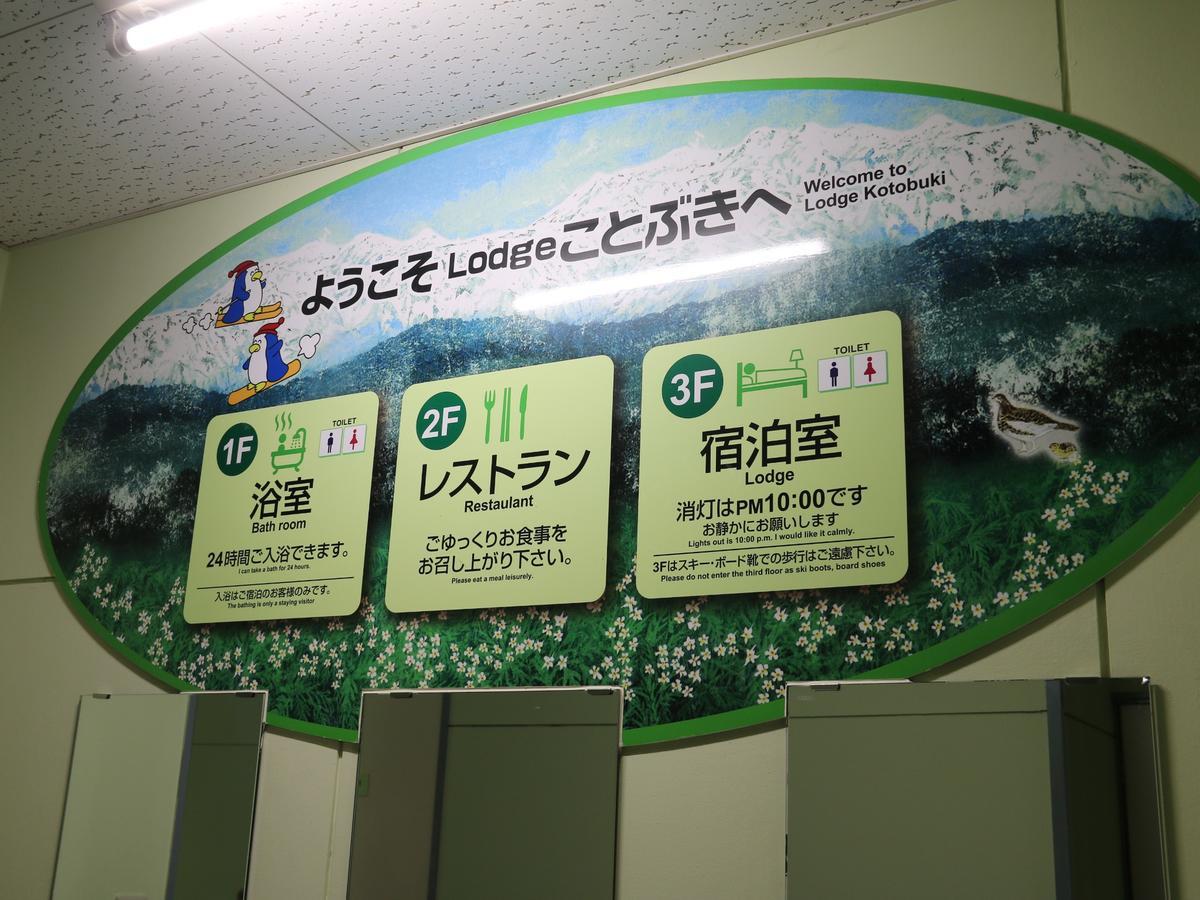 ようこそ Lodgeことぶきへ
Welcome to
Lodge Kotobuki
1F
TOILET
浴室
Bath room
24時間ご入浴できます。
I can take a bath for 24 hours.
入浴はご宿泊のお客様のみです。
The bathing is only a staying visitor
2F
レストラン
Restaulant
ごゆっくりお食事を
お召し上がり下さい。
Please eat a meal leisurely.
3F
TOILET
宿泊室
Lodge
消灯はPM10:00です
お静かにお願いします
Lights out is 10:00 p.m. I would like it calmly.
3Fはスキー・ボード靴での歩行はご遠慮下さい。
Please do not enter the third floor as ski boots, board shoes